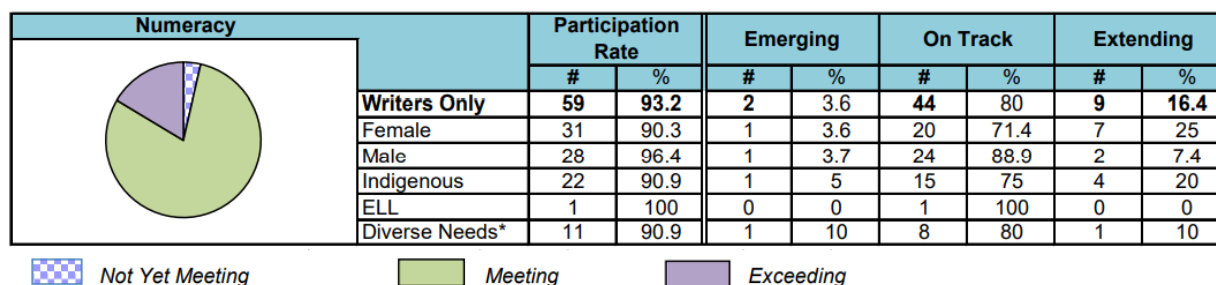 Numeracy Participation Rate Emerging On Track Extending
# % # % # % # %
Writers Only 59 93.2 2 3.6 44 80 9 16.4
Female 31 90.3 1 3.6 20 71.4 7 25
Male 28 96.4 1 3.7 24 88.9 2 7.4
Indigenous 22 90.9 1 5 15 75 4 20
ELL 1 100 0 0 1 100 0 0
Diverse Needs* 11 90.9 1 10 8 80 1 10
Not Yet Meeting Meeting Exceeding